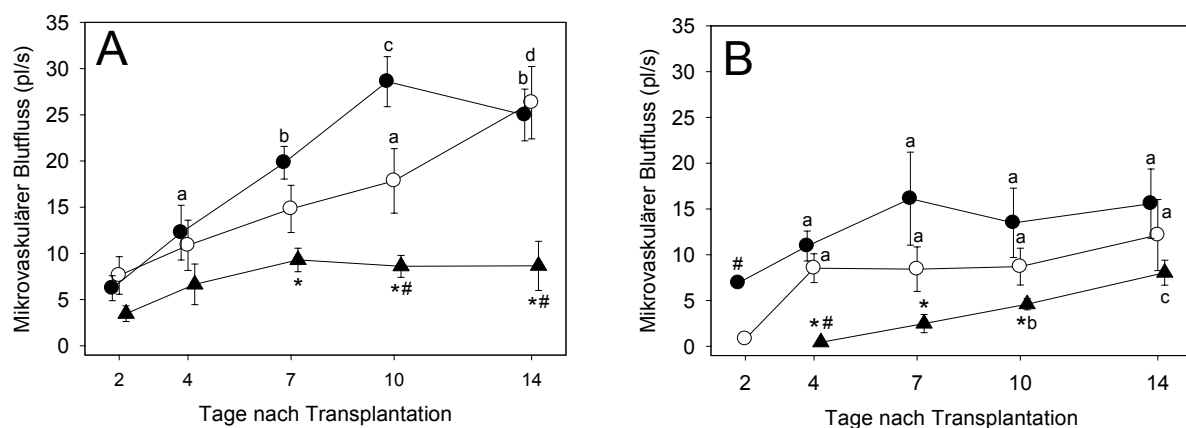 A
Mikrovaskulärer Blutfluss (pl/s)
35
30
25
20
15
10
5
0
a
b
c
a
b
d
*
*#
*#
2
4
7
10
14
Tage nach Transplantation
B
Mikrovaskulärer Blutfluss (pl/s)
35
30
25
20
15
10
5
0
#
a
a
a
a
a
a
a
a
*#
*
*b
c
2
4
7
10
14
Tage nach Transplantation